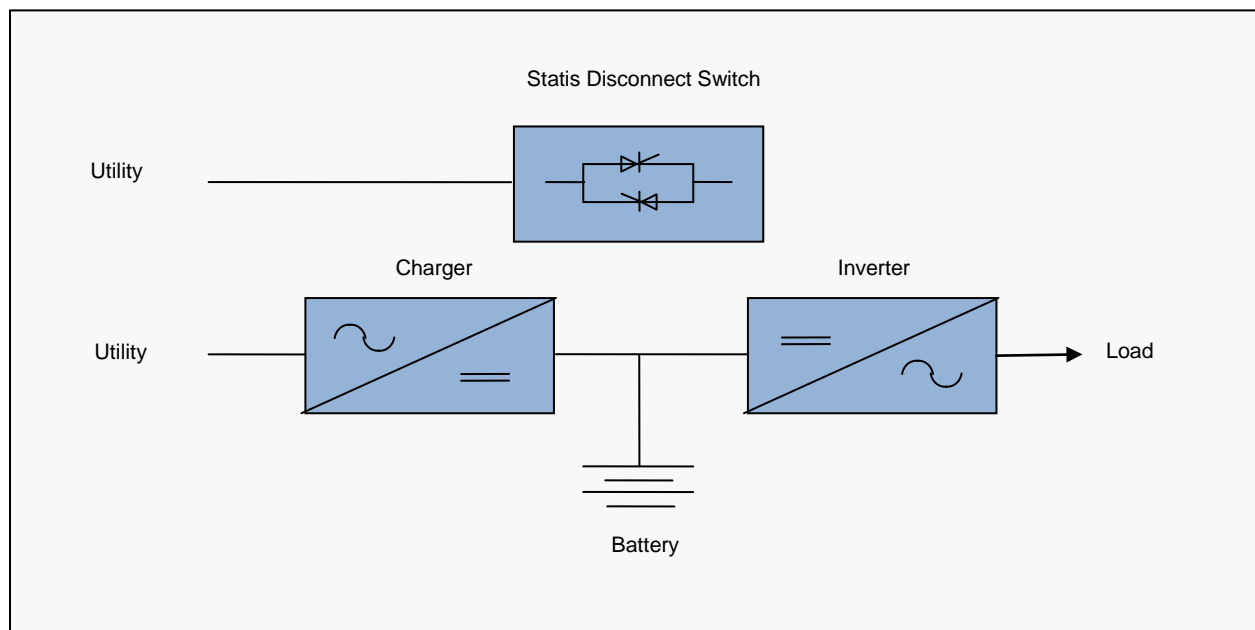 Statis Disconnect Switch
Utility
Charger
Inverter
Utility
Load
Battery